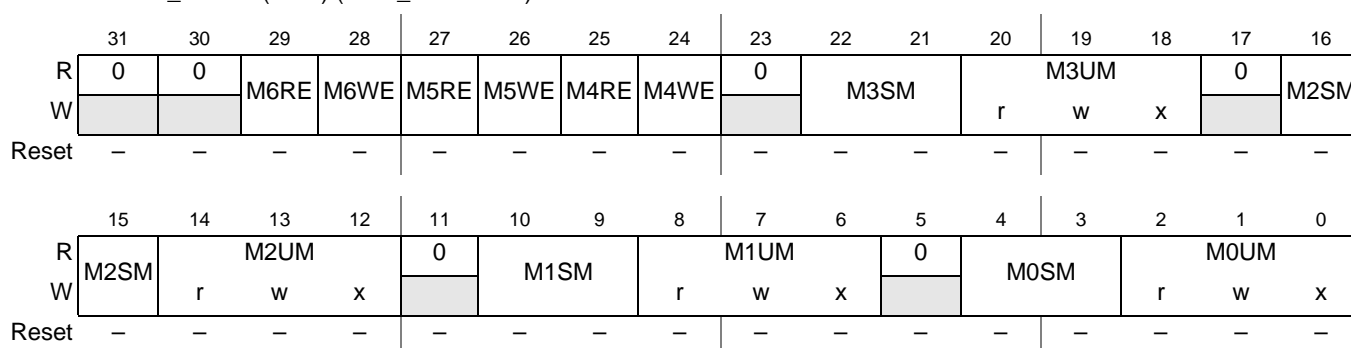 31 30 29 28 27 26 25 24 23 22 21 20 19 18 17 16
R 0 0 M6RE M6WE M5RE M5WE M4RE M4WE 0 M3SM M3UM 0 M2SM
W r w x
Reset – – – – – – – – – – – – – – – –
15 14 13 12 11 10 9 8 7 6 5 4 3 2 1 0
R M2SM M2UM 0 M1SM M1UM 0 M0SM M0UM
W r w x r w x r w x
Reset – – – – – – – – – – – – – – – –